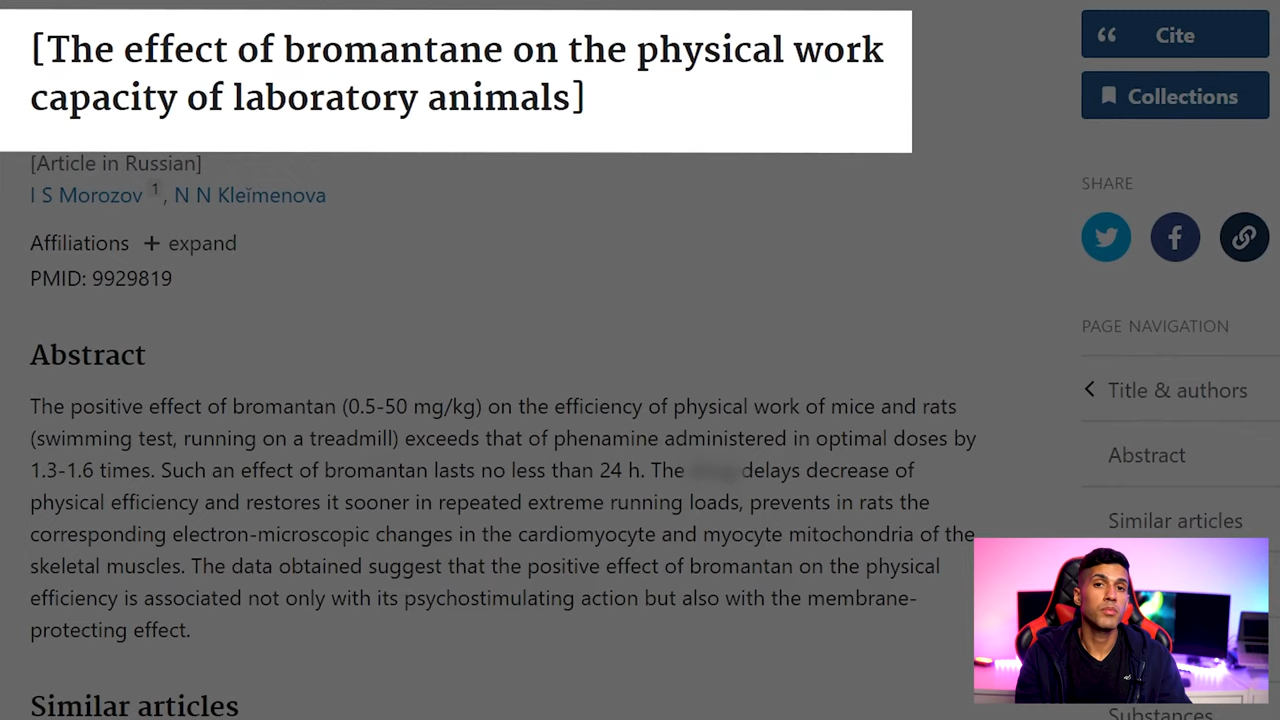 [The effect of bromantane on the physical work
capacity of laboratory animals]
[Article in Russian]
I S Morozov 1, N N Kleĭmenova
Affiliations + expand
PMID: 9929819
Abstract
The positive effect of bromantan (0.5-50 mg/kg) on the efficiency of physical work of mice and rats
(swimming test, running on a treadmill) exceeds that of phenamine administered in optimal doses by
1.3-1.6 times. Such an effect of bromantan lasts no less than 24 h. The delays decrease of
physical efficiency and restores it sooner in repeated extreme running loads, prevents in rats the
corresponding electron-microscopic changes in the cardiomyocyte and myocyte mitochondria of the
skeletal muscles. The data obtained suggest that the positive effect of bromantan on the physical
efficiency is associated not only with its psychostimulating action but also with the membrane-
protecting effect.
Similar articles
Cite
Collections
SHARE
PAGE NAVIGATION
Title & authors
Abstract
Similar articles
Substances